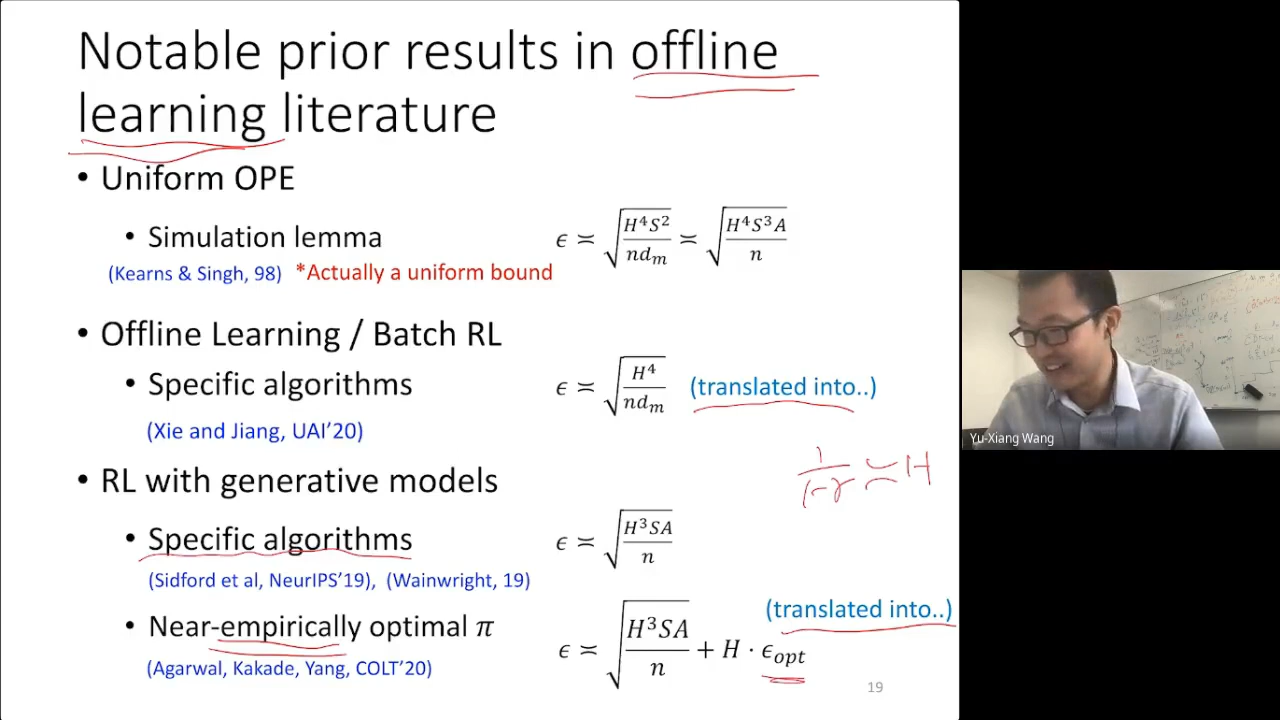 Notable prior results in offline
learning literature
• Uniform OPE
• Simulation lemma
ϵ ≍ √(H⁴S² / nd_m) ≍ √(H⁴S³A / n)
(Kearns & Singh, 98) *Actually a uniform bound
• Offline Learning / Batch RL
• Specific algorithms
ϵ ≍ √(H⁴ / nd_m) (translated into..)
(Xie and Jiang, UAI'20)
Yu-Xiang Wang
1/(1-γ) ≍ H
• RL with generative models
• Specific algorithms
ϵ ≍ √(H³SA / n)
(Sidford et al, NeurIPS'19), (Wainwright, 19)
(translated into..)
• Near-empirically optimal π
ϵ ≍ √(H³SA / n) + H · ϵ_opt
(Agarwal, Kakade, Yang, COLT'20)
19